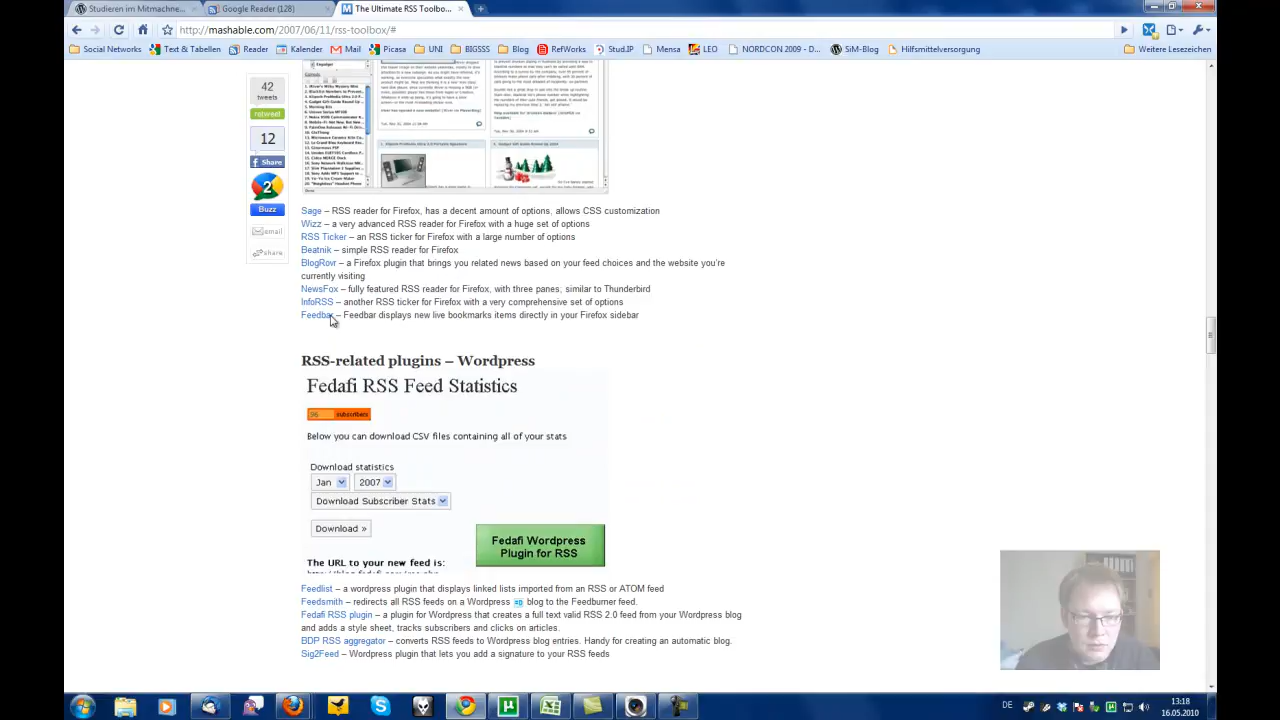 Studieren im Mitmachne
Google Reader (128)
The Ultimate RSS Toolbo...
http://mashable.com/2007/06/11/rss-toolbox/#
Social Networks
Text & Tabellen
Reader
Kalender
Mail
Picasa
UNI
BIGSSS
Blog
RefWorks
Stud.IP
Mensa
LEO
NORDCON 2009 - D...
SiM-Blog
Hilfsmittelversorgung
Weitere Lesezeichen
42
tweets
retweet
12
Share
2
Buzz
email
share
Sage – RSS reader for Firefox, has a decent amount of options, allows CSS customization
Wizz – a very advanced RSS reader for Firefox with a huge set of options
RSS Ticker – an RSS ticker for Firefox with a large number of options
Beatnik – simple RSS reader for Firefox
BlogRovr – a Firefox plugin that brings you related news based on your feed choices and the website you're
currently visiting
NewsFox – fully featured RSS reader for Firefox, with three panes; similar to Thunderbird
InfoRSS – another RSS ticker for Firefox with a very comprehensive set of options
Feedbar – Feedbar displays new live bookmarks items directly in your Firefox sidebar
RSS-related plugins – Wordpress
Fedafi RSS Feed Statistics
96 subscribers
Below you can download CSV files containing all of your stats
Download statistics
Jan 2007
Download Subscriber Stats
Download »
Fedafi Wordpress
Plugin for RSS
The URL to your new feed is:
Feedlist – a wordpress plugin that displays linked lists imported from an RSS or ATOM feed
Feedsmith – redirects all RSS feeds on a Wordpress blog to the Feedburner feed.
Fedafi RSS plugin – a plugin for Wordpress that creates a full text valid RSS 2.0 feed from your Wordpress blog
and adds a style sheet, tracks subscribers and clicks on articles.
BDP RSS aggregator – converts RSS feeds to Wordpress blog entries. Handy for creating an automatic blog.
Sig2Feed – Wordpress plugin that lets you add a signature to your RSS feeds
DE
13:18
16.05.2010